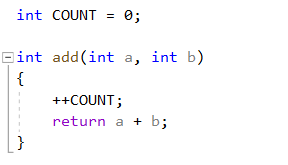 int COUNT = 0;
int add(int a, int b)
{
++COUNT;
return a + b;
}